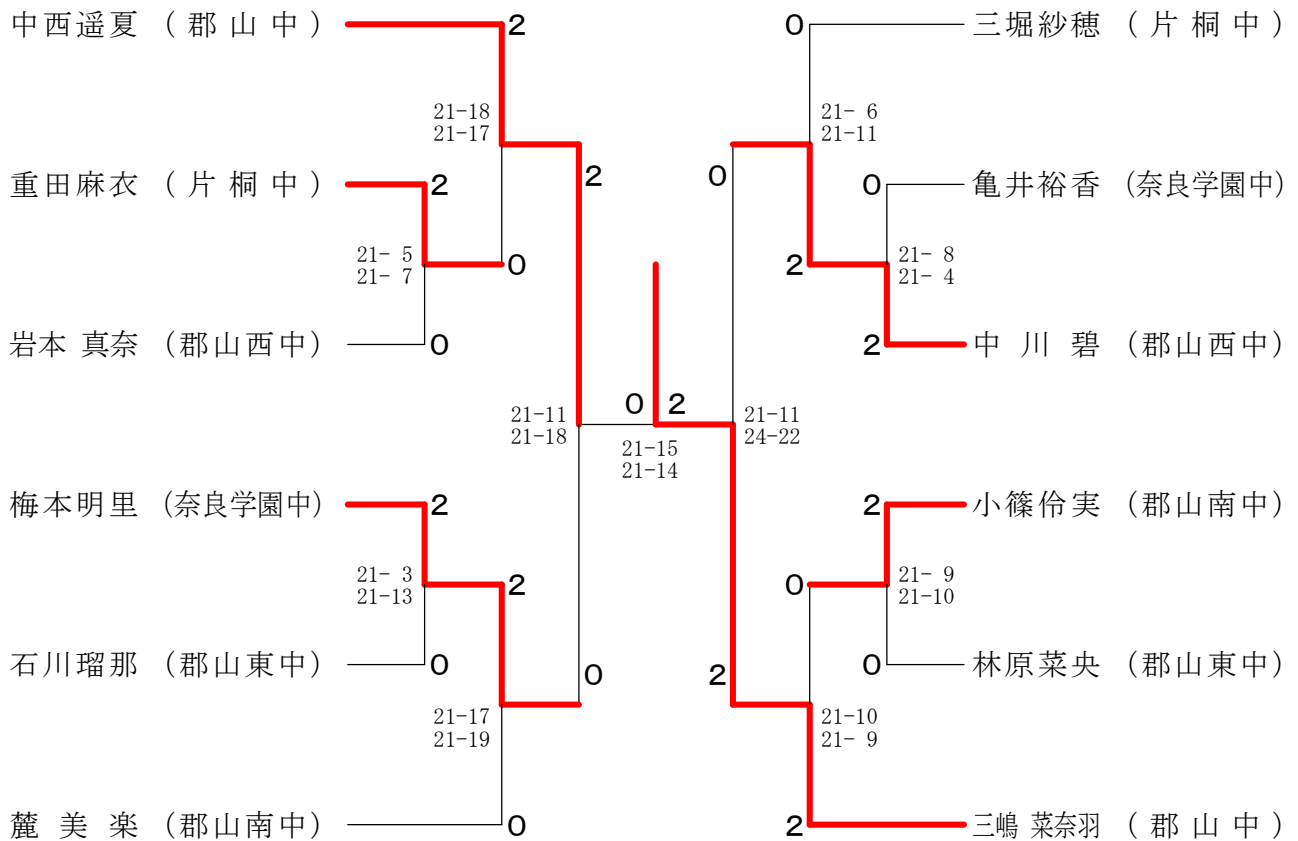 中西遥夏 (郡山中) 2
0 三堀紗穂 (片桐中)
21-18
21-17
21- 6
21-11
重田麻衣 (片桐中) 2
2
0
0 亀井裕香 (奈良学園中)
21- 5
21- 7
0
2
21- 8
21- 4
岩本 真奈 (郡山西中) 0
2 中川 碧 (郡山西中)
21-11
21-18
0 2
21-15
21-14
21-11
24-22
梅本明里 (奈良学園中) 2
2 小篠伶実 (郡山南中)
21- 3
21-13
2
0
21- 9
21-10
石川瑠那 (郡山東中) 0
0
2
0 林原菜央 (郡山東中)
21-17
21-19
21-10
21- 9
麓 美楽 (郡山南中) 0
2 三嶋 菜奈羽 (郡山中)